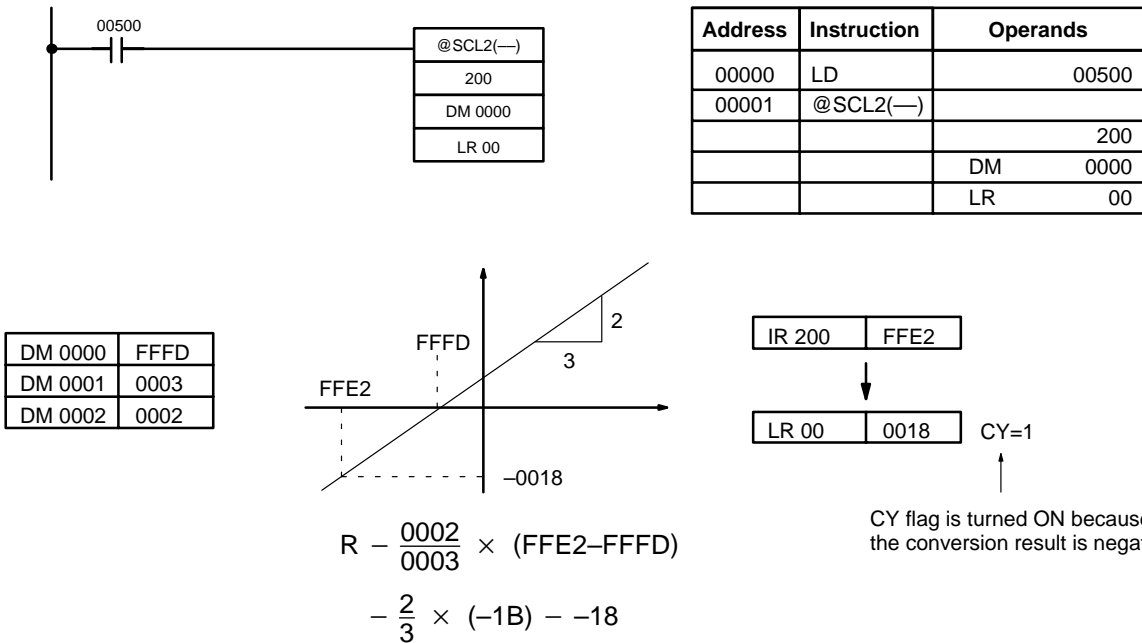 00500
@SCL2(––)
200
DM 0000
LR 00
Address Instruction Operands
00000 LD 00500
00001 @SCL2(––)
200
DM 0000
LR 00
DM 0000 FFFD
DM 0001 0003
DM 0002 0002
FFFD
FFE2
2
3
–0018
IR 200 FFE2
LR 00 0018 CY=1
CY flag is turned ON because
the conversion result is negat
R – 0002/0003 × (FFE2–FFFD)
– 2/3 × (–1B) – –18